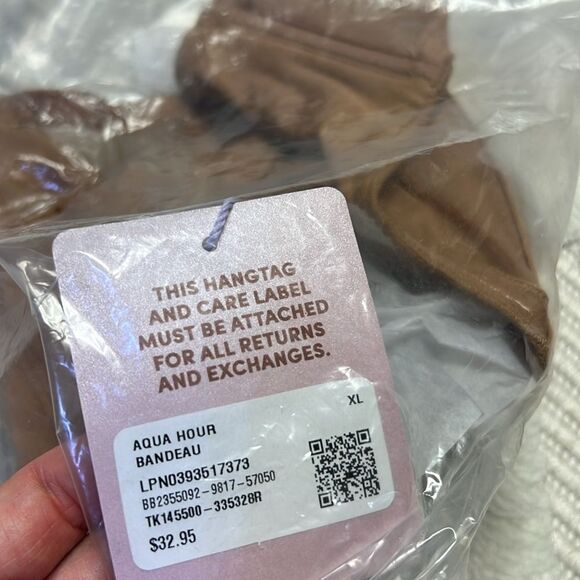 THIS HANGTAG
AND CARE LABEL
MUST BE ATTACHED
FOR ALL RETURNS
AND EXCHANGES.
XL
AQUA HOUR
BANDEAU
LPN0393517373
BB2355092-9817-57050
TK145500-335328R
$32.95